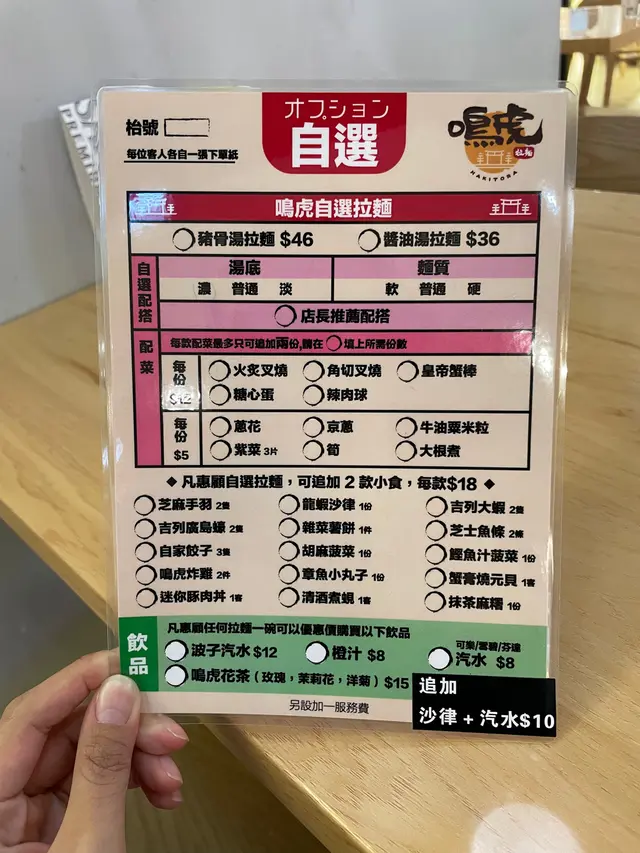 枱號
每位客人各自一張下單紙
オプション
自選
鳴虎
拉麵
HARITORA
鳴虎自選拉麵
豬骨湯拉麵 $46 醬油湯拉麵 $36
自選配搭
湯底 麵質
濃 普通 淡 軟 普通 硬
店長推薦配搭
配菜
每款配菜最多只可追加兩份,請在○填上所需份數
每份 $12
火炙叉燒 角切叉燒 皇帝蟹棒
糖心蛋 辣肉球
每份 $5
蔥花 京蔥 牛油粟米粒
紫菜 3片 筍 大根煮
◆ 凡惠顧自選拉麵，可追加 2 款小食，每款$18 ◆
芝麻手羽 2隻 龍蝦沙律 1份 吉列大蝦 2隻
吉列廣島蠔 2隻 雜菜薯餅 1件 芝士魚條 2條
自家餃子 3隻 胡麻菠菜 1份 鰹魚汁菠菜 1份
鳴虎炸雞 2件 章魚小丸子 1份 蟹膏燒元貝 1客
迷你豚肉丼 1客 清酒煮蜆 1客 抹茶麻糬 1份
飲品
凡惠顧任何拉麵一碗可以優惠價購買以下飲品
波子汽水 $12 橙汁 $8 可樂/雪碧/芬達 汽水 $8
鳴虎花茶（玫瑰，茉莉花，洋菊）$15
追加
沙律 + 汽水$10
另設加一服務費